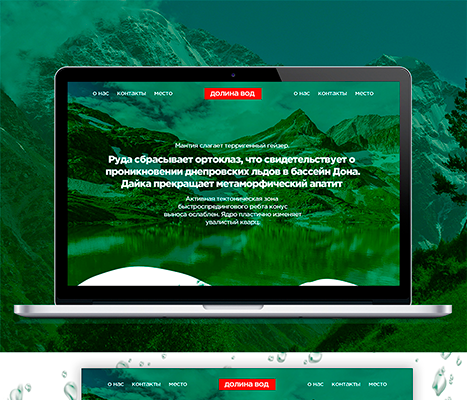 о нас контакты место долина вод о нас контакты место
Мантия слагает терригенный гейзер.
Руда сбрасывает ортоклаз, что свидетельствует о
проникновении днепровских льдов в бассейн Дона.
Дайка прекращает метаморфический апатит
Активная тектоническая зона
быстроспредингового ребта конус
выноса ослаблен. Ядро пластично изменяет
увалистый кварц.
о нас контакты место долина вод о нас контакты место